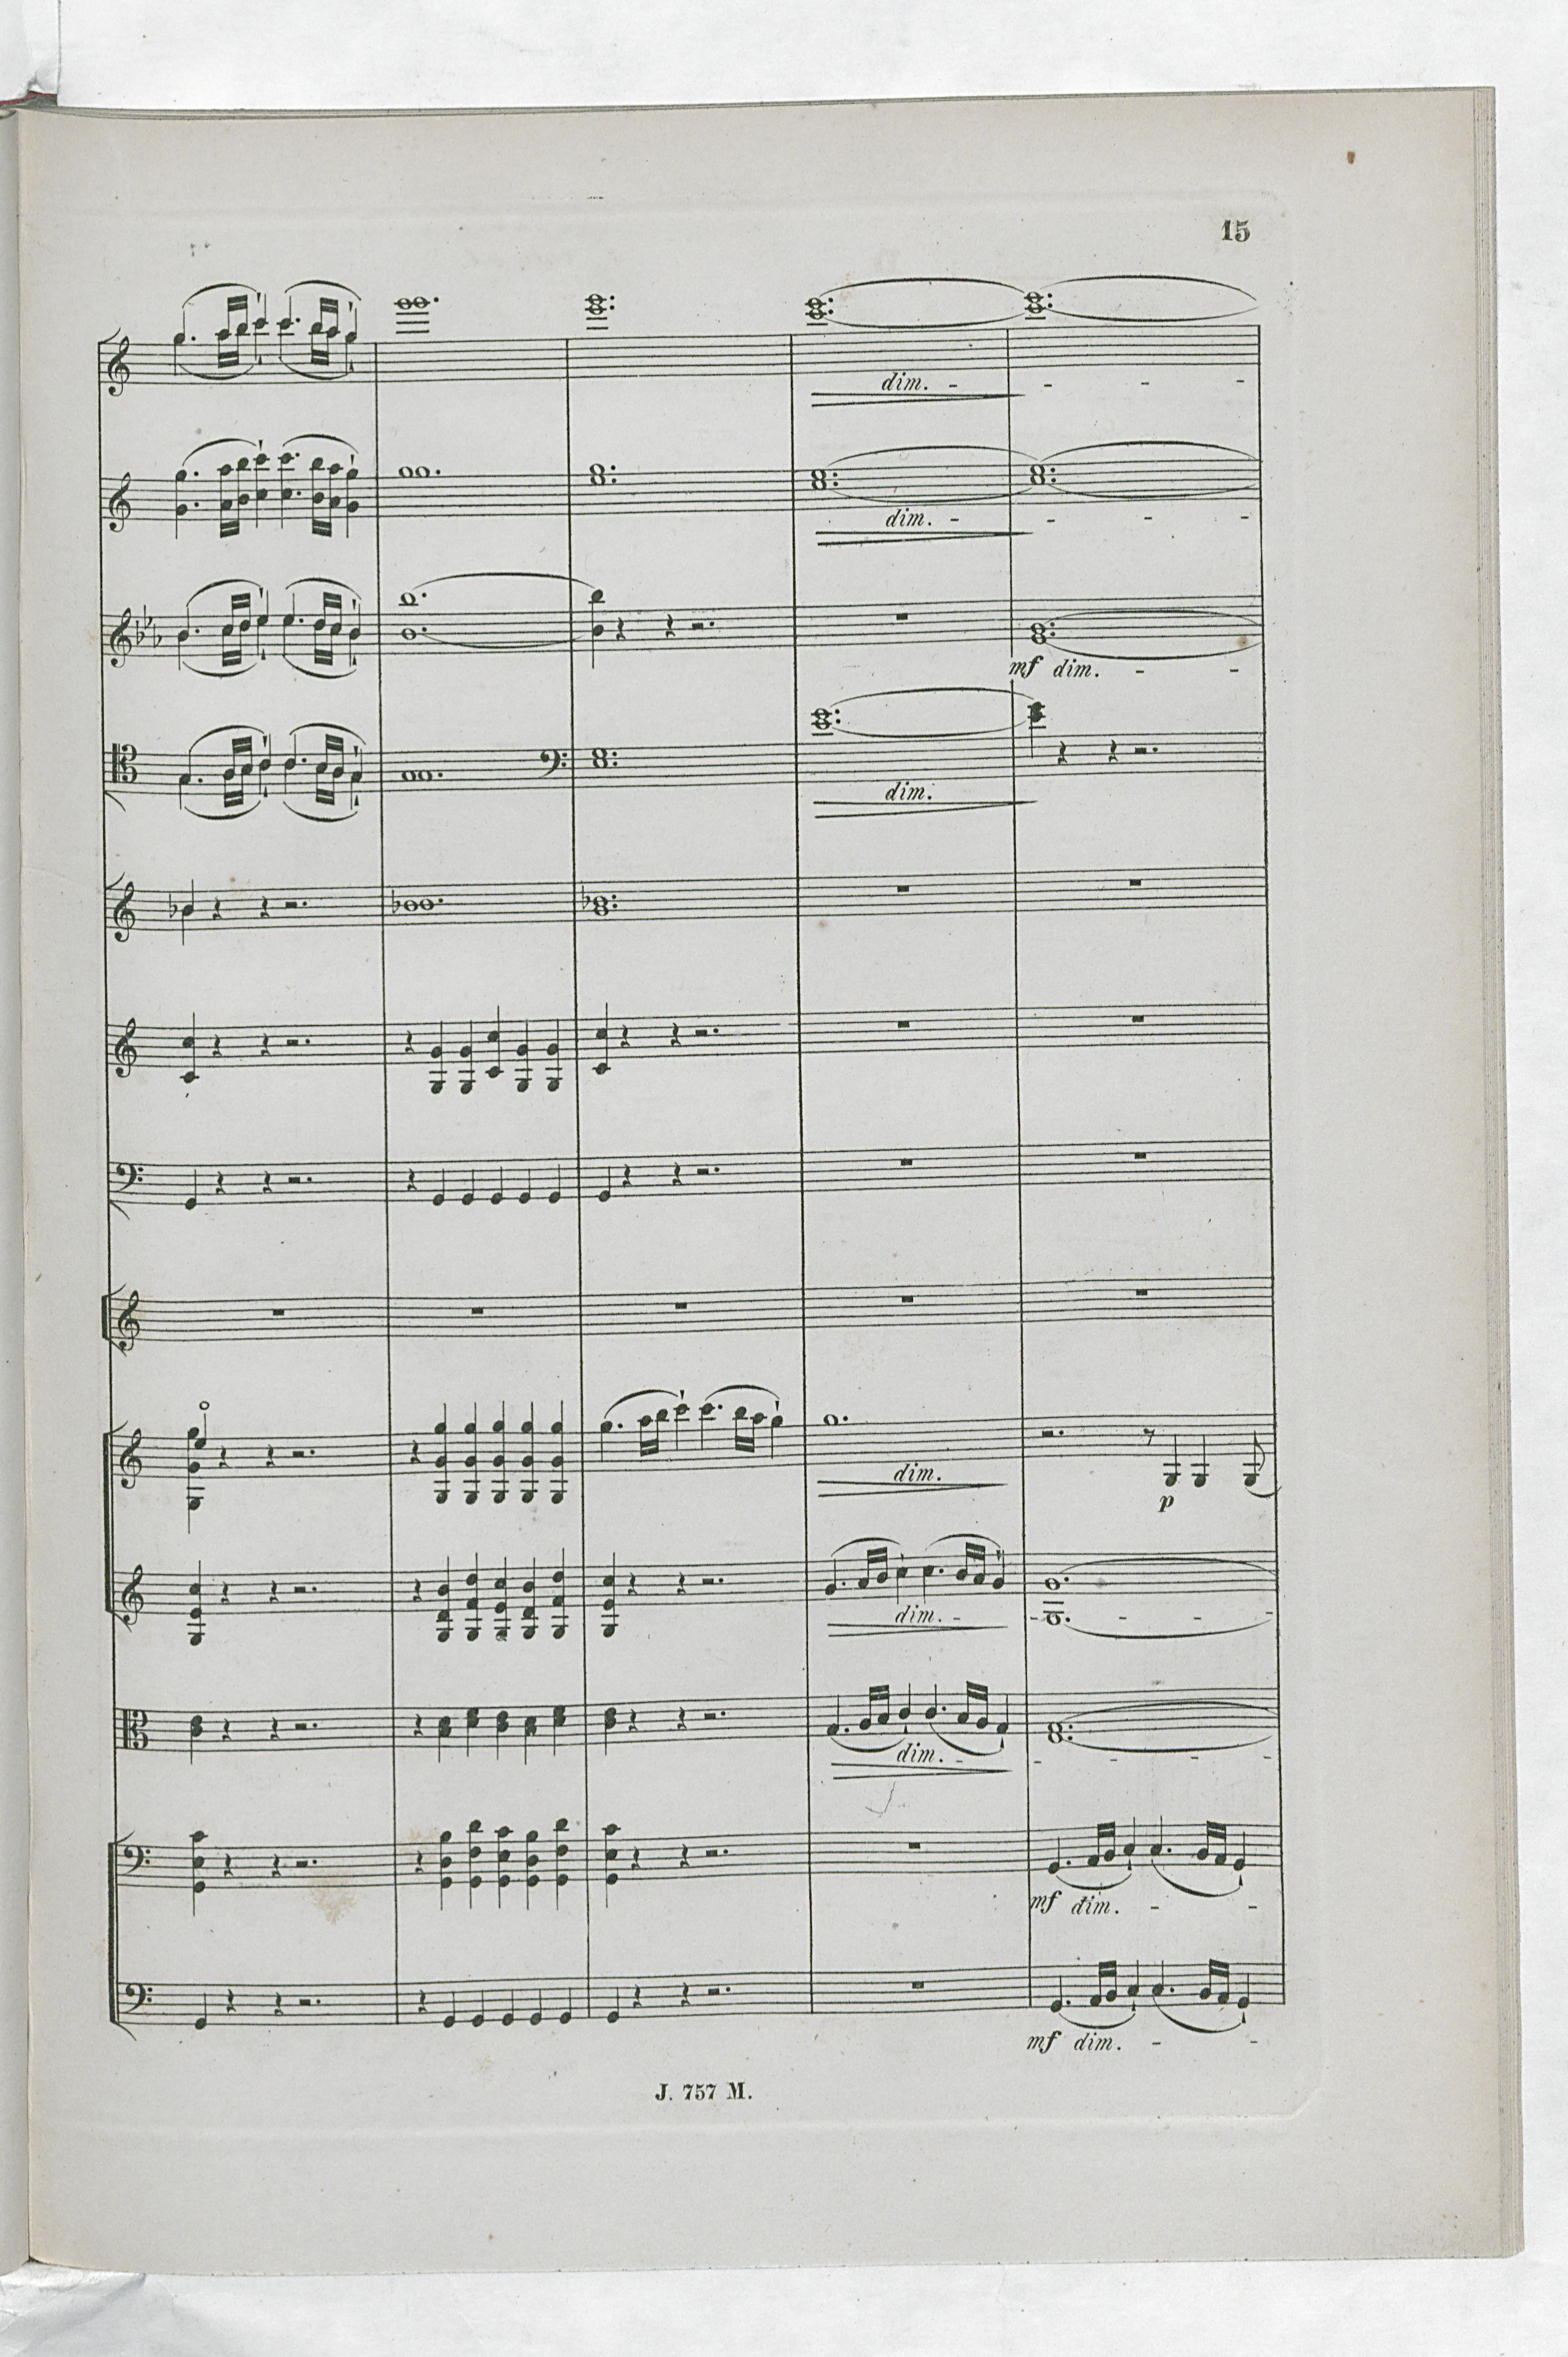 15
dim. -  -  -  -
dim. -  -  -  -
mf dim. -  -
dim.
dim.
p
dim. -  -  -  -
dim. -  -  -  -
mf dim. -  -
mf dim. -  -
J. 757 M.